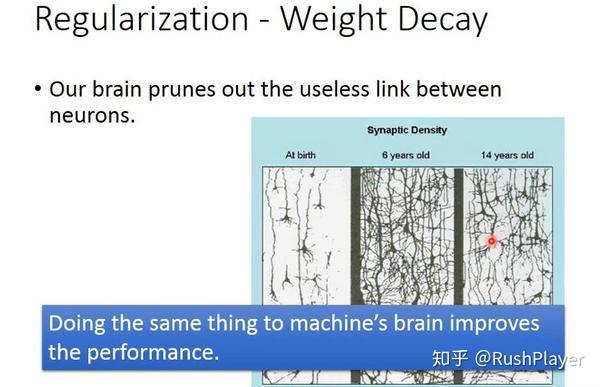 Regularization - Weight Decay
• Our brain prunes out the useless link between
neurons.
Synaptic Density
At birth 6 years old 14 years old
Doing the same thing to machine's brain improves
the performance.
知乎 @RushPlayer